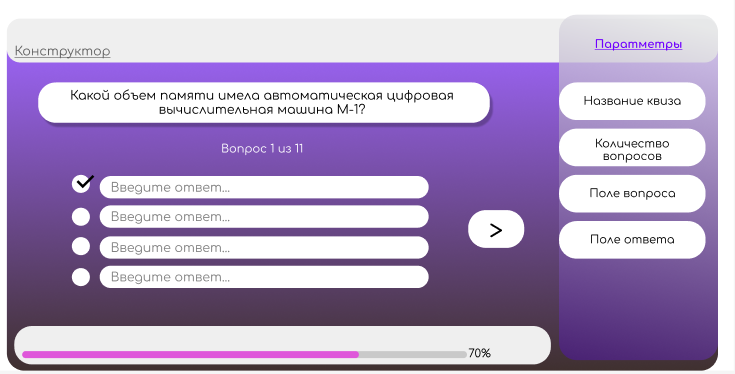 Конструктор
Паратметры
Какой объем памяти имела автоматическая цифровая
вычислительная машина М-1?
Вопрос 1 из 11
Введите ответ...
Введите ответ...
Введите ответ...
Введите ответ...
>
Название квиза
Количество
вопросов
Поле вопроса
Поле ответа
70%